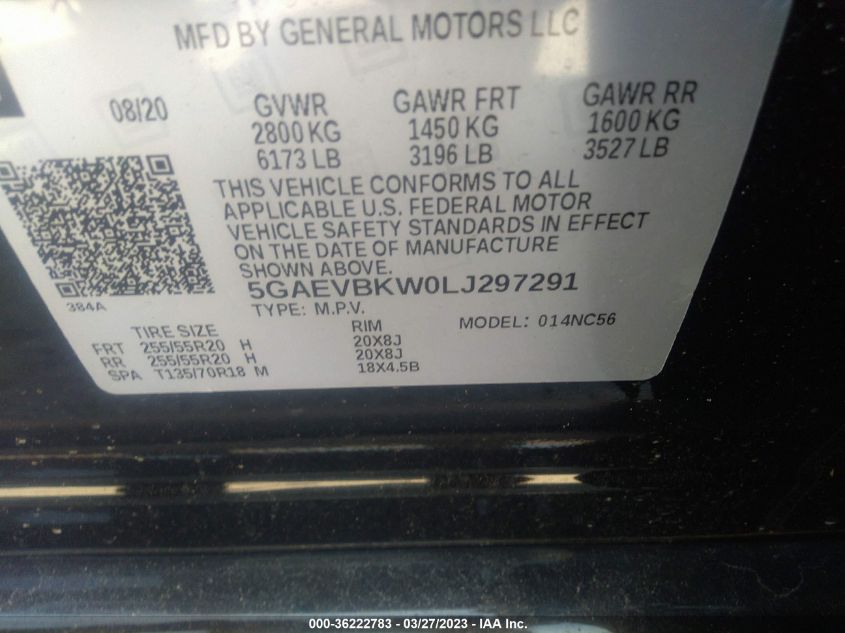 MFD BY GENERAL MOTORS LLC
08/20 GVWR GAWR FRT GAWR RR
2800 KG 1450 KG 1600 KG
6173 LB 3196 LB 3527 LB
THIS VEHICLE CONFORMS TO ALL
APPLICABLE U.S. FEDERAL MOTOR
VEHICLE SAFETY STANDARDS IN EFFECT
ON THE DATE OF MANUFACTURE
SHOWN ABOVE.
5GAEVBKW0LJ297291
384A
TYPE: M.P.V.
MODEL: 014NC56
TIRE SIZE RIM
FRT 255/55R20 H 20X8J
RR 255/55R20 H 20X8J
SPA T135/70R18 M 18X4.5B
000-36222783 - 03/27/2023 - IAA Inc.